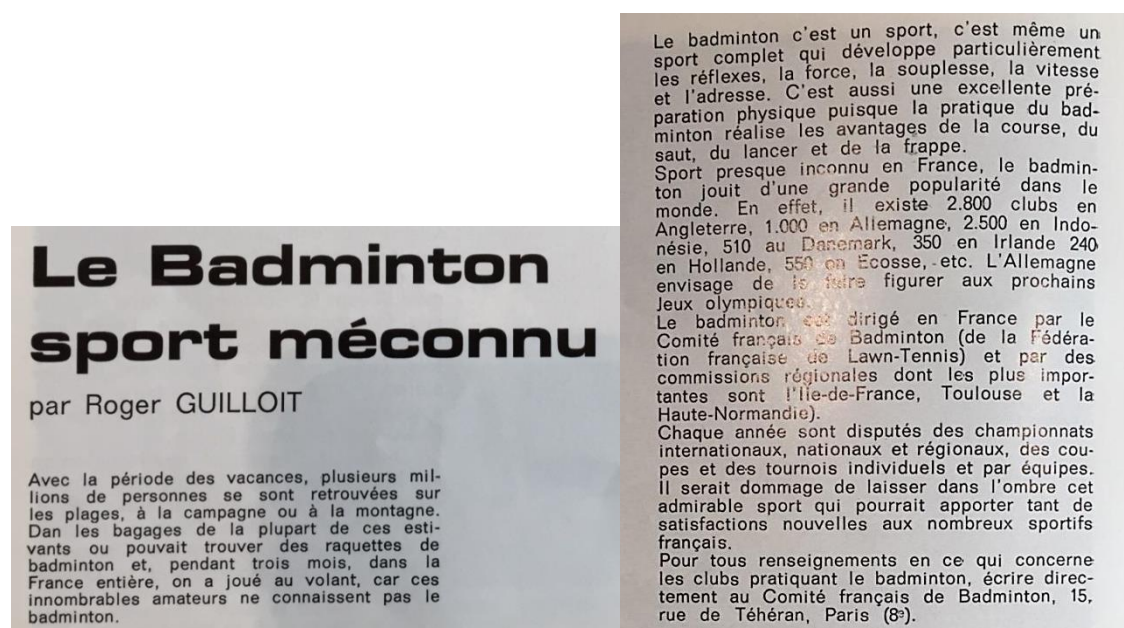 Le Badminton
sport méconnu
par Roger GUILLOIT
Avec la période des vacances, plusieurs mil-
lions de personnes se sont retrouvées sur
les plages, à la campagne ou à la montagne.
Dan les bagages de la plupart de ces esti-
vants ou pouvait trouver des raquettes de
badminton et, pendant trois mois, dans la
France entière, on a joué au volant, car ces
innombrables amateurs ne connaissent pas le
badminton.
Le badminton c'est un sport, c'est même un
sport complet qui développe particulièrement
les réflexes, la force, la souplesse, la vitesse
et l'adresse. C'est aussi une excellente pré-
paration physique puisque la pratique du bad-
minton réalise les avantages de la course, du
saut, du lancer et de la frappe.
Sport presque inconnu en France, le badmin-
ton jouit d'une grande popularité dans le
monde. En effet, il existe 2.800 clubs en
Angleterre, 1.000 en Allemagne, 2.500 en Indo-
nésie, 510 au Danemark, 350 en Irlande 240
en Hollande, 550 en Ecosse, etc. L'Allemagne
envisage de le faire figurer aux prochains
Jeux olympiques.
Le badminton est dirigé en France par le
Comité français de Badminton (de la Fédéra-
tion française de Lawn-Tennis) et par des
commissions régionales dont les plus impor-
tantes sont l'Ile-de-France, Toulouse et la
Haute-Normandie).
Chaque année sont disputés des championnats
internationaux, nationaux et régionaux, des cou-
pes et des tournois individuels et par équipes.
Il serait dommage de laisser dans l'ombre cet
admirable sport qui pourrait apporter tant de
satisfactions nouvelles aux nombreux sportifs
français.
Pour tous renseignements en ce qui concerne
les clubs pratiquant le badminton, écrire direc-
tement au Comité français de Badminton, 15,
rue de Téhéran, Paris (8e).